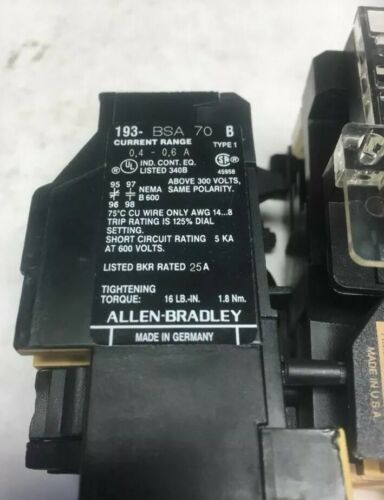 193- BSA 70 B
CURRENT RANGE TYPE 1
0,4 - 0,6 A
UL IND. CONT. EQ. SA
LISTED 340B 45958
95 97 ABOVE 300 VOLTS,
NEMA SAME POLARITY.
96 98 B 600
75°C CU WIRE ONLY AWG 14...8
TRIP RATING IS 125% DIAL
SETTING.
SHORT CIRCUIT RATING 5 KA
AT 600 VOLTS.
LISTED BKR RATED 25A
TIGHTENING
TORQUE: 16 LB.-IN. 1.8 Nm.
ALLEN-BRADLEY
MADE IN GERMANY
MADE IN U.S.A.